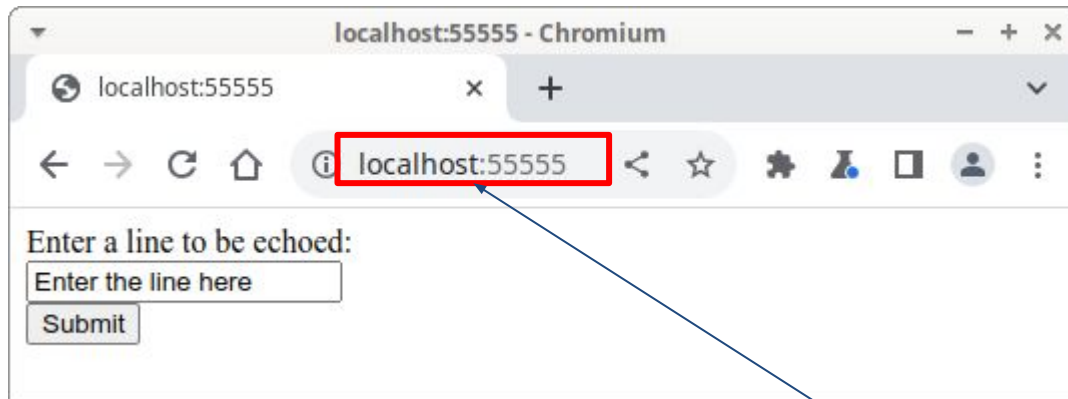 localhost:55555 - Chromium
localhost:55555
localhost:55555
Enter a line to be echoed:
Enter the line here
Submit